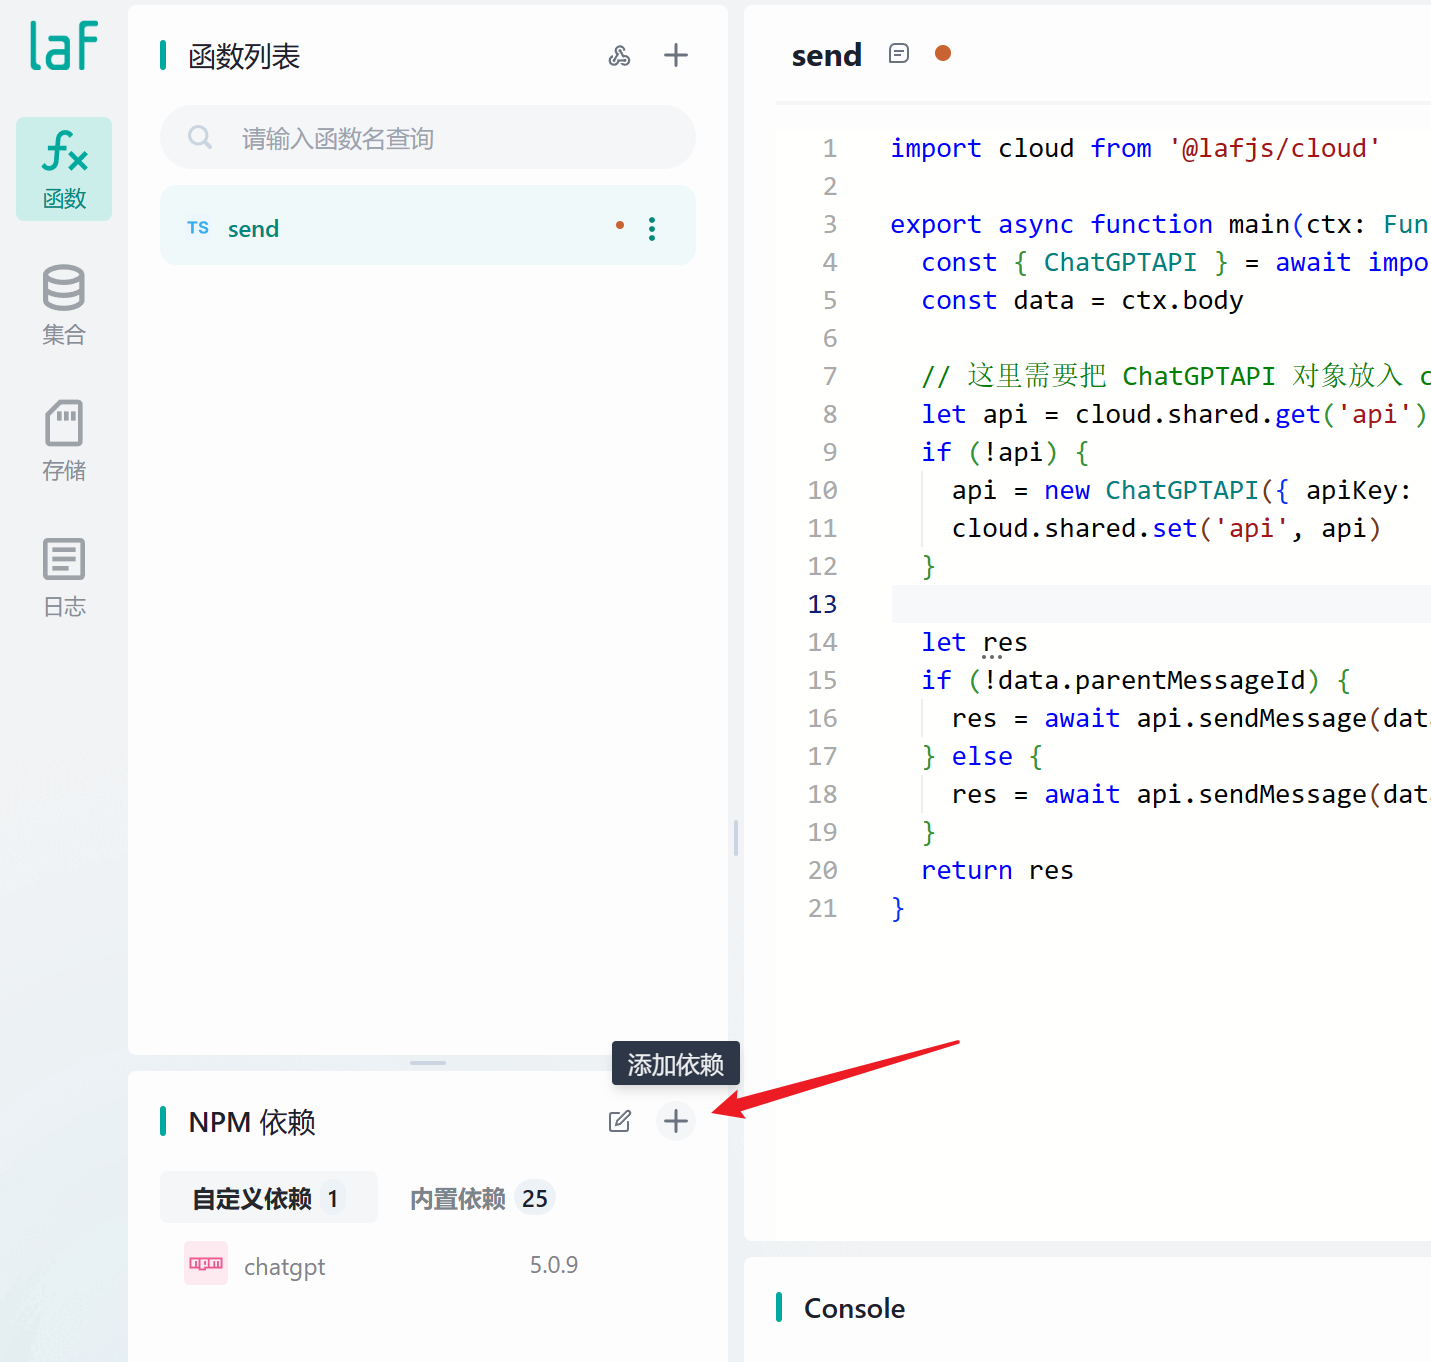 laf
函数
集合
存储
日志
函数列表
请输入函数名查询
TS send
NPM 依赖
添加依赖
自定义依赖 1 内置依赖 25
npm chatgpt 5.0.9
send
1 import cloud from '@lafjs/cloud'
2
3 export async function main(ctx: Fun
4 const { ChatGPTAPI } = await impo
5 const data = ctx.body
6
7 // 这里需要把 ChatGPTAPI 对象放入 c
8 let api = cloud.shared.get('api')
9 if (!api) {
10 api = new ChatGPTAPI({ apiKey:
11 cloud.shared.set('api', api)
12 }
13
14 let res
15 if (!data.parentMessageId) {
16 res = await api.sendMessage(dat
17 } else {
18 res = await api.sendMessage(dat
19 }
20 return res
21 }
Console